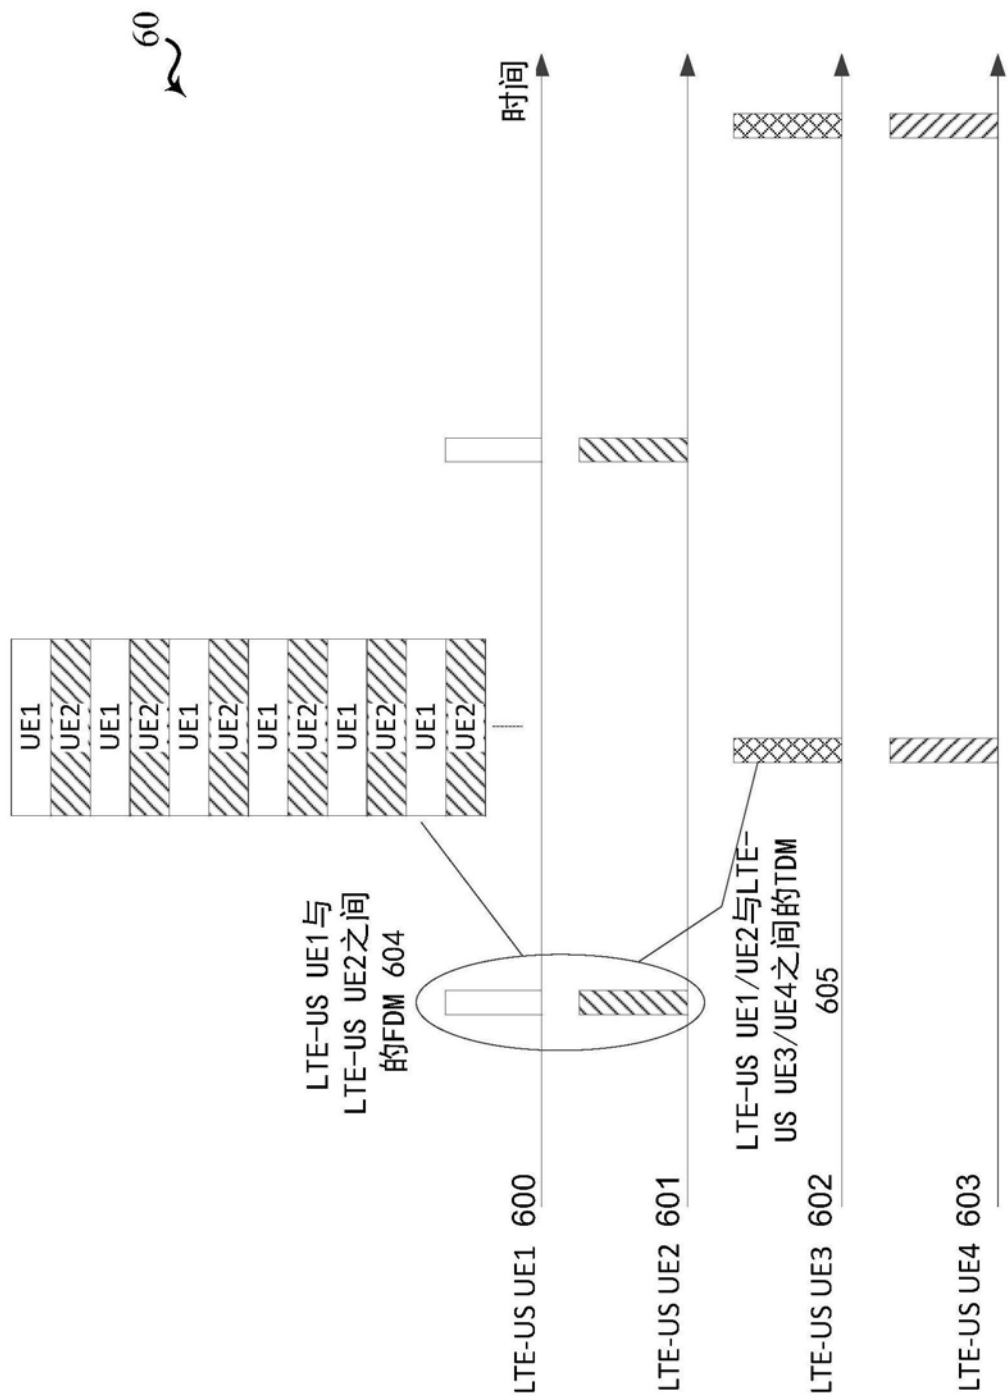 60
UE1
UE2
UE1
UE2
UE1
UE2
UE1
UE2
UE1
UE2
UE1
UE2
LTE-US UE1与
LTE-US UE2之间
的FDM 604
时间
LTE-US UE1 600
LTE-US UE2 601
LTE-US UE1/UE2与LTE-
US UE3/UE4之间的TDM
605
LTE-US UE3 602
LTE-US UE4 603